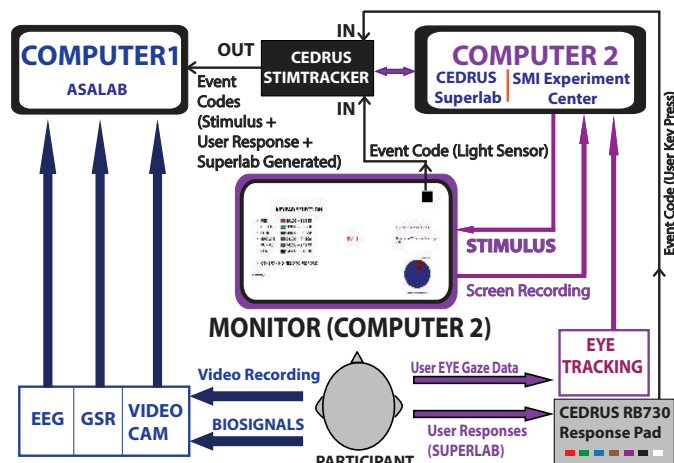 COMPUTER1
ASALAB
OUT
Event
Codes
(Stimulus +
User Response +
Superlab Generated)
CEDRUS
STIMTRACKER
IN
IN
COMPUTER 2
CEDRUS
Superlab
SMI Experiment
Center
Event Code (Light Sensor)
Event Code (User Key Press)
KEYPAD SELECTION
STIMULUS
Screen Recording
MONITOR (COMPUTER 2)
EEG
GSR
VIDEO
CAM
Video Recording
BIOSIGNALS
PARTICIPANT
User EYE Gaze Data
User Responses
(SUPERLAB)
EYE
TRACKING
CEDRUS RB730
Response Pad